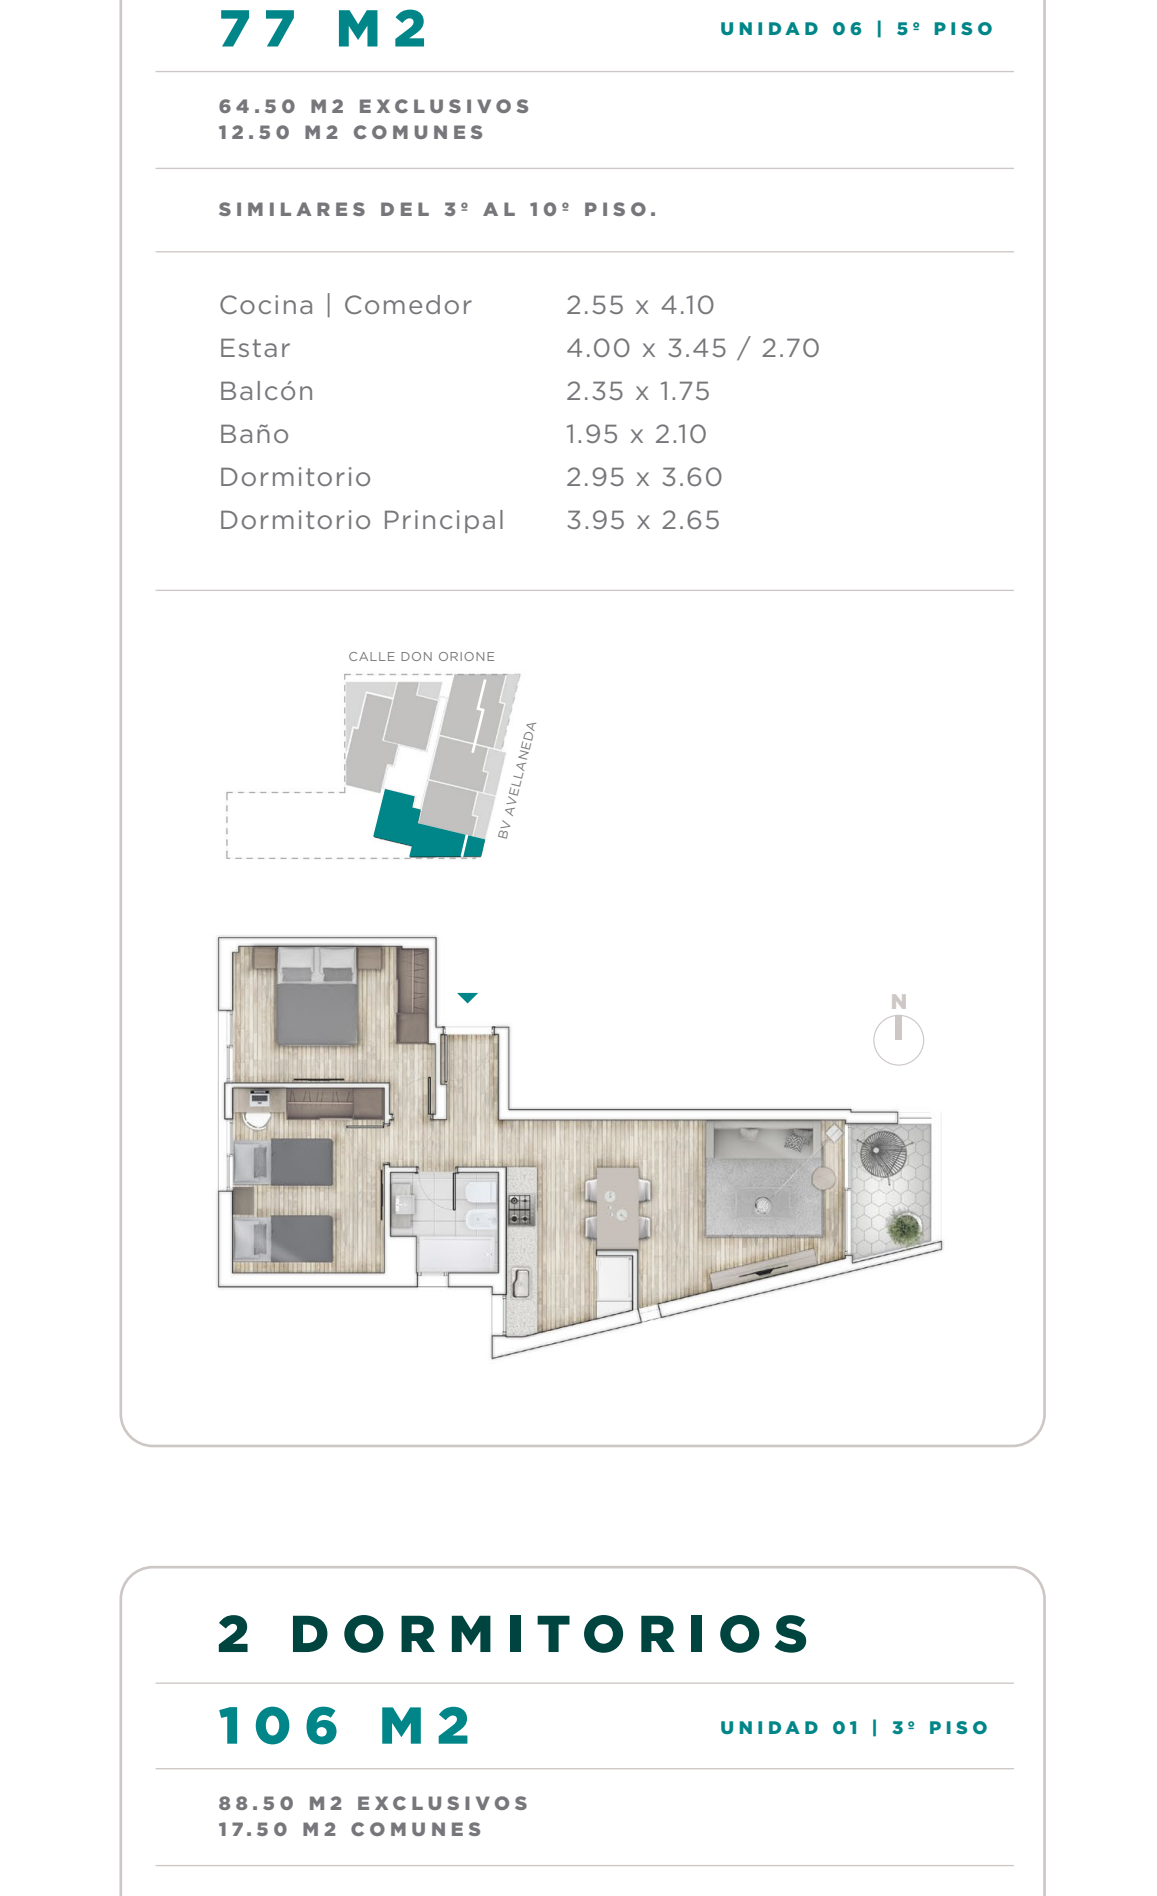 77 M2
UNIDAD 06 | 5º PISO
64.50 M2 EXCLUSIVOS
12.50 M2 COMUNES
SIMILARES DEL 3º AL 10º PISO.
Cocina | Comedor 2.55 x 4.10
Estar 4.00 x 3.45 / 2.70
Balcón 2.35 x 1.75
Baño 1.95 x 2.10
Dormitorio 2.95 x 3.60
Dormitorio Principal 3.95 x 2.65
CALLE DON ORIONE
BV AVELLANEDA
N
2 DORMITORIOS
106 M2
UNIDAD 01 | 3º PISO
88.50 M2 EXCLUSIVOS
17.50 M2 COMUNES